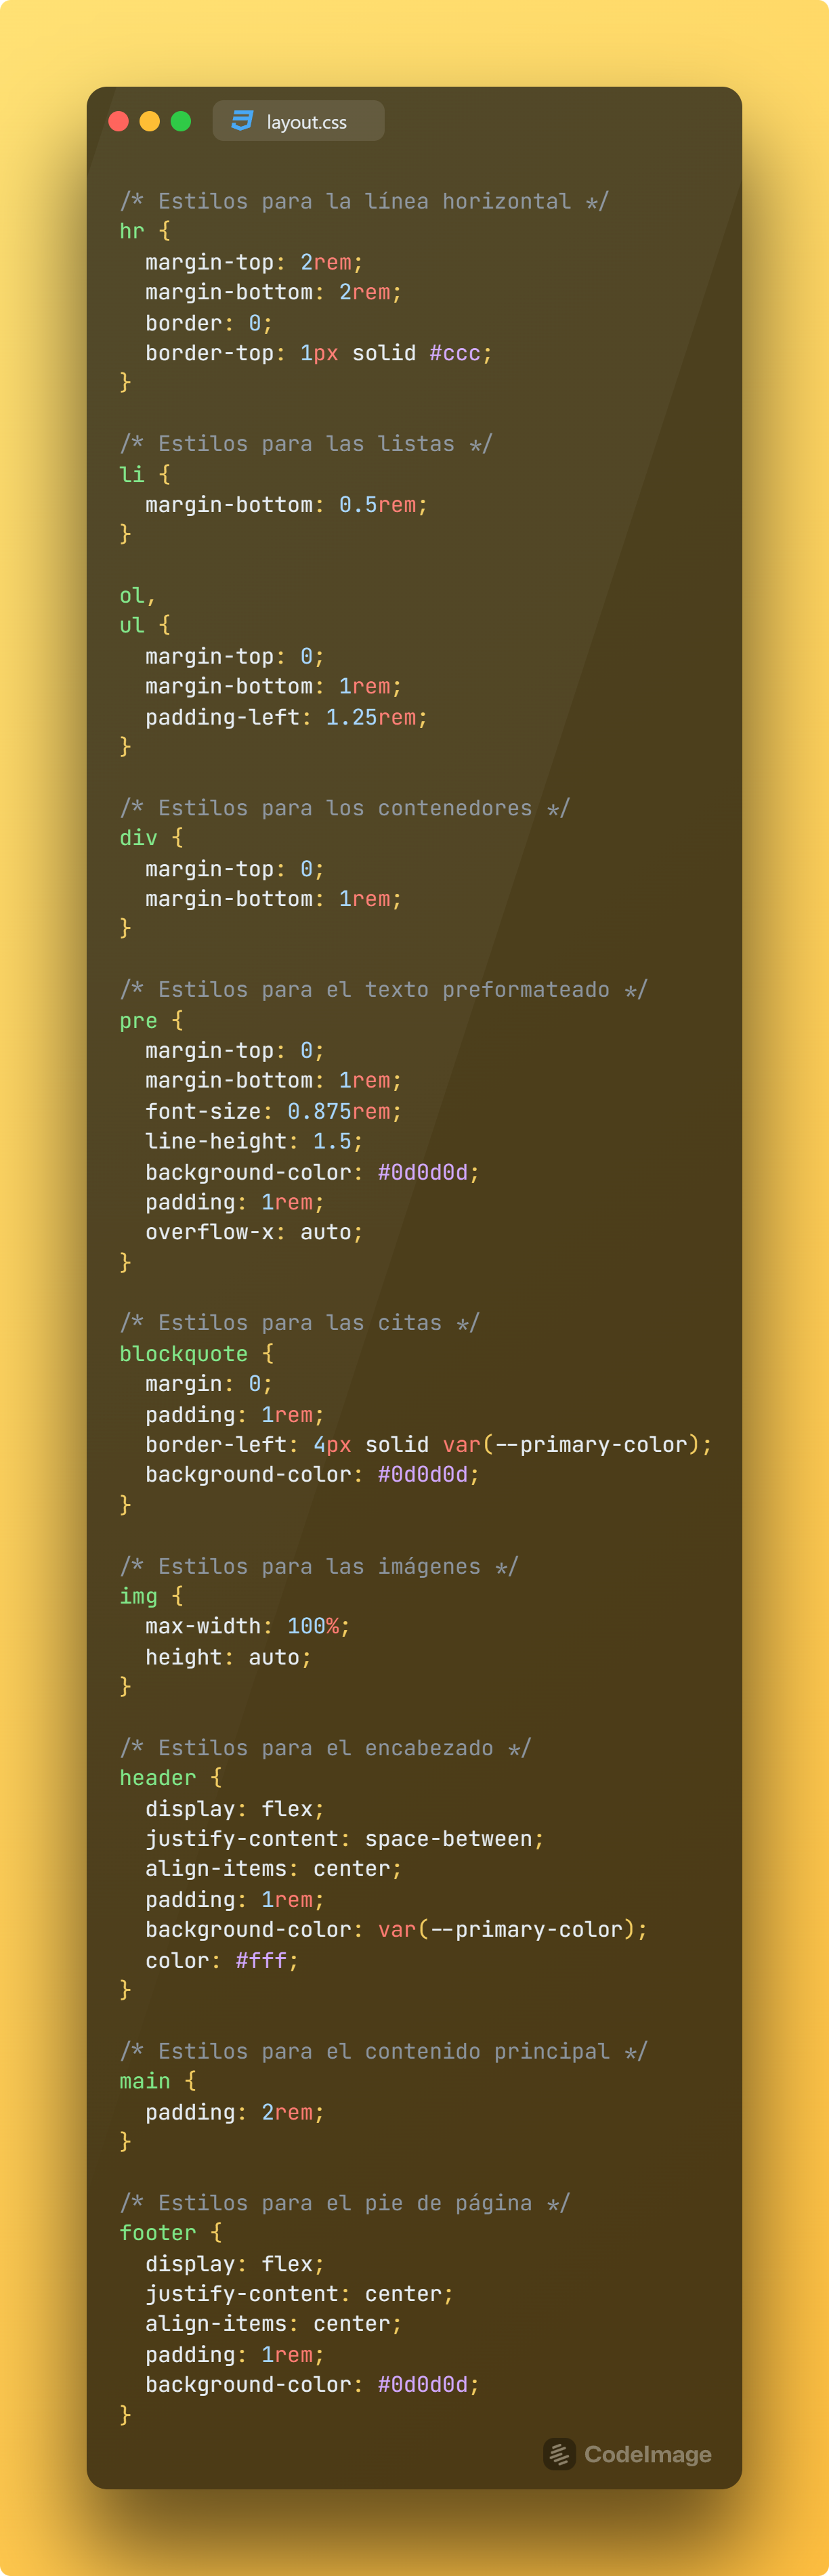 layout.css
/* Estilos para la línea horizontal */
hr {
  margin-top: 2rem;
  margin-bottom: 2rem;
  border: 0;
  border-top: 1px solid #ccc;
}

/* Estilos para las listas */
li {
  margin-bottom: 0.5rem;
}

ol,
ul {
  margin-top: 0;
  margin-bottom: 1rem;
  padding-left: 1.25rem;
}

/* Estilos para los contenedores */
div {
  margin-top: 0;
  margin-bottom: 1rem;
}

/* Estilos para el texto preformateado */
pre {
  margin-top: 0;
  margin-bottom: 1rem;
  font-size: 0.875rem;
  line-height: 1.5;
  background-color: #0d0d0d;
  padding: 1rem;
  overflow-x: auto;
}

/* Estilos para las citas */
blockquote {
  margin: 0;
  padding: 1rem;
  border-left: 4px solid var(--primary-color);
  background-color: #0d0d0d;
}

/* Estilos para las imágenes */
img {
  max-width: 100%;
  height: auto;
}

/* Estilos para el encabezado */
header {
  display: flex;
  justify-content: space-between;
  align-items: center;
  padding: 1rem;
  background-color: var(--primary-color);
  color: #fff;
}

/* Estilos para el contenido principal */
main {
  padding: 2rem;
}

/* Estilos para el pie de página */
footer {
  display: flex;
  justify-content: center;
  align-items: center;
  padding: 1rem;
  background-color: #0d0d0d;
}
CodeImage